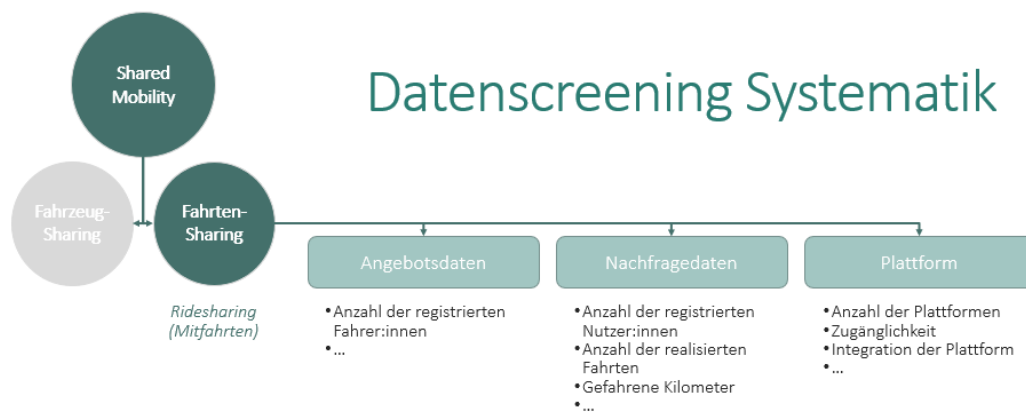 Shared
Mobility
Datenscreening Systematik
Fahrzeug-
Sharing
Fahrten-
Sharing
Ridesharing
(Mitfahrten)
Angebotsdaten
•Anzahl der registrierten
Fahrer:innen
•...
Nachfragedaten
•Anzahl der registrierten
Nutzer:innen
•Anzahl der realisierten
Fahrten
•Gefahrene Kilometer
•...
Plattform
•Anzahl der Plattformen
•Zugänglichkeit
•Integration der Plattform
•...